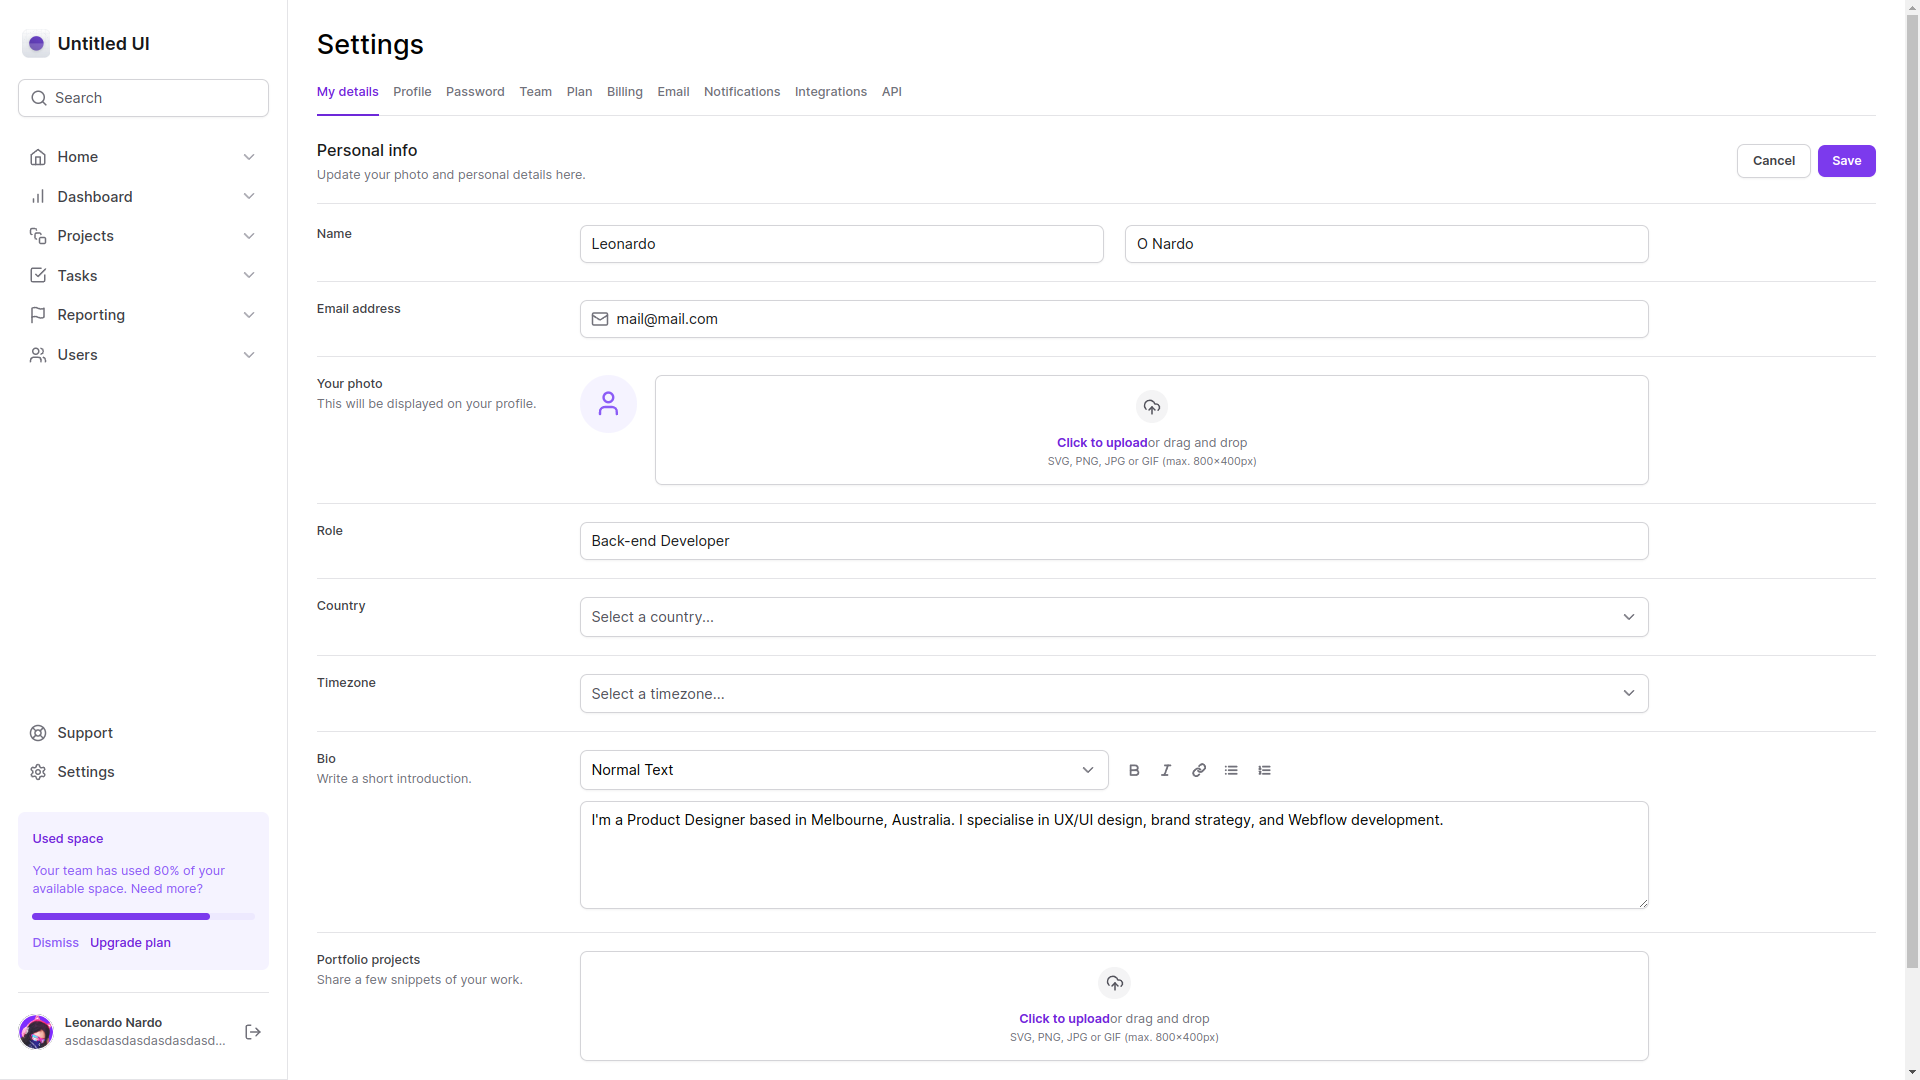 Untitled UI
Search
Home
Dashboard
Projects
Tasks
Reporting
Users
Support
Settings
Used space
Your team has used 80% of your
available space. Need more?
Dismiss Upgrade plan
Leonardo Nardo
asdasdasdasdasdasdasd...
Settings
My details Profile Password Team Plan Billing Email Notifications Integrations API
Personal info
Update your photo and personal details here.
Cancel Save
Name
Leonardo
O Nardo
Email address
mail@mail.com
Your photo
This will be displayed on your profile.
Click to uploador drag and drop
SVG, PNG, JPG or GIF (max. 800×400px)
Role
Back-end Developer
Country
Select a country...
Timezone
Select a timezone...
Bio
Write a short introduction.
Normal Text
I'm a Product Designer based in Melbourne, Australia. I specialise in UX/UI design, brand strategy, and Webflow development.
Portfolio projects
Share a few snippets of your work.
Click to uploador drag and drop
SVG, PNG, JPG or GIF (max. 800×400px)